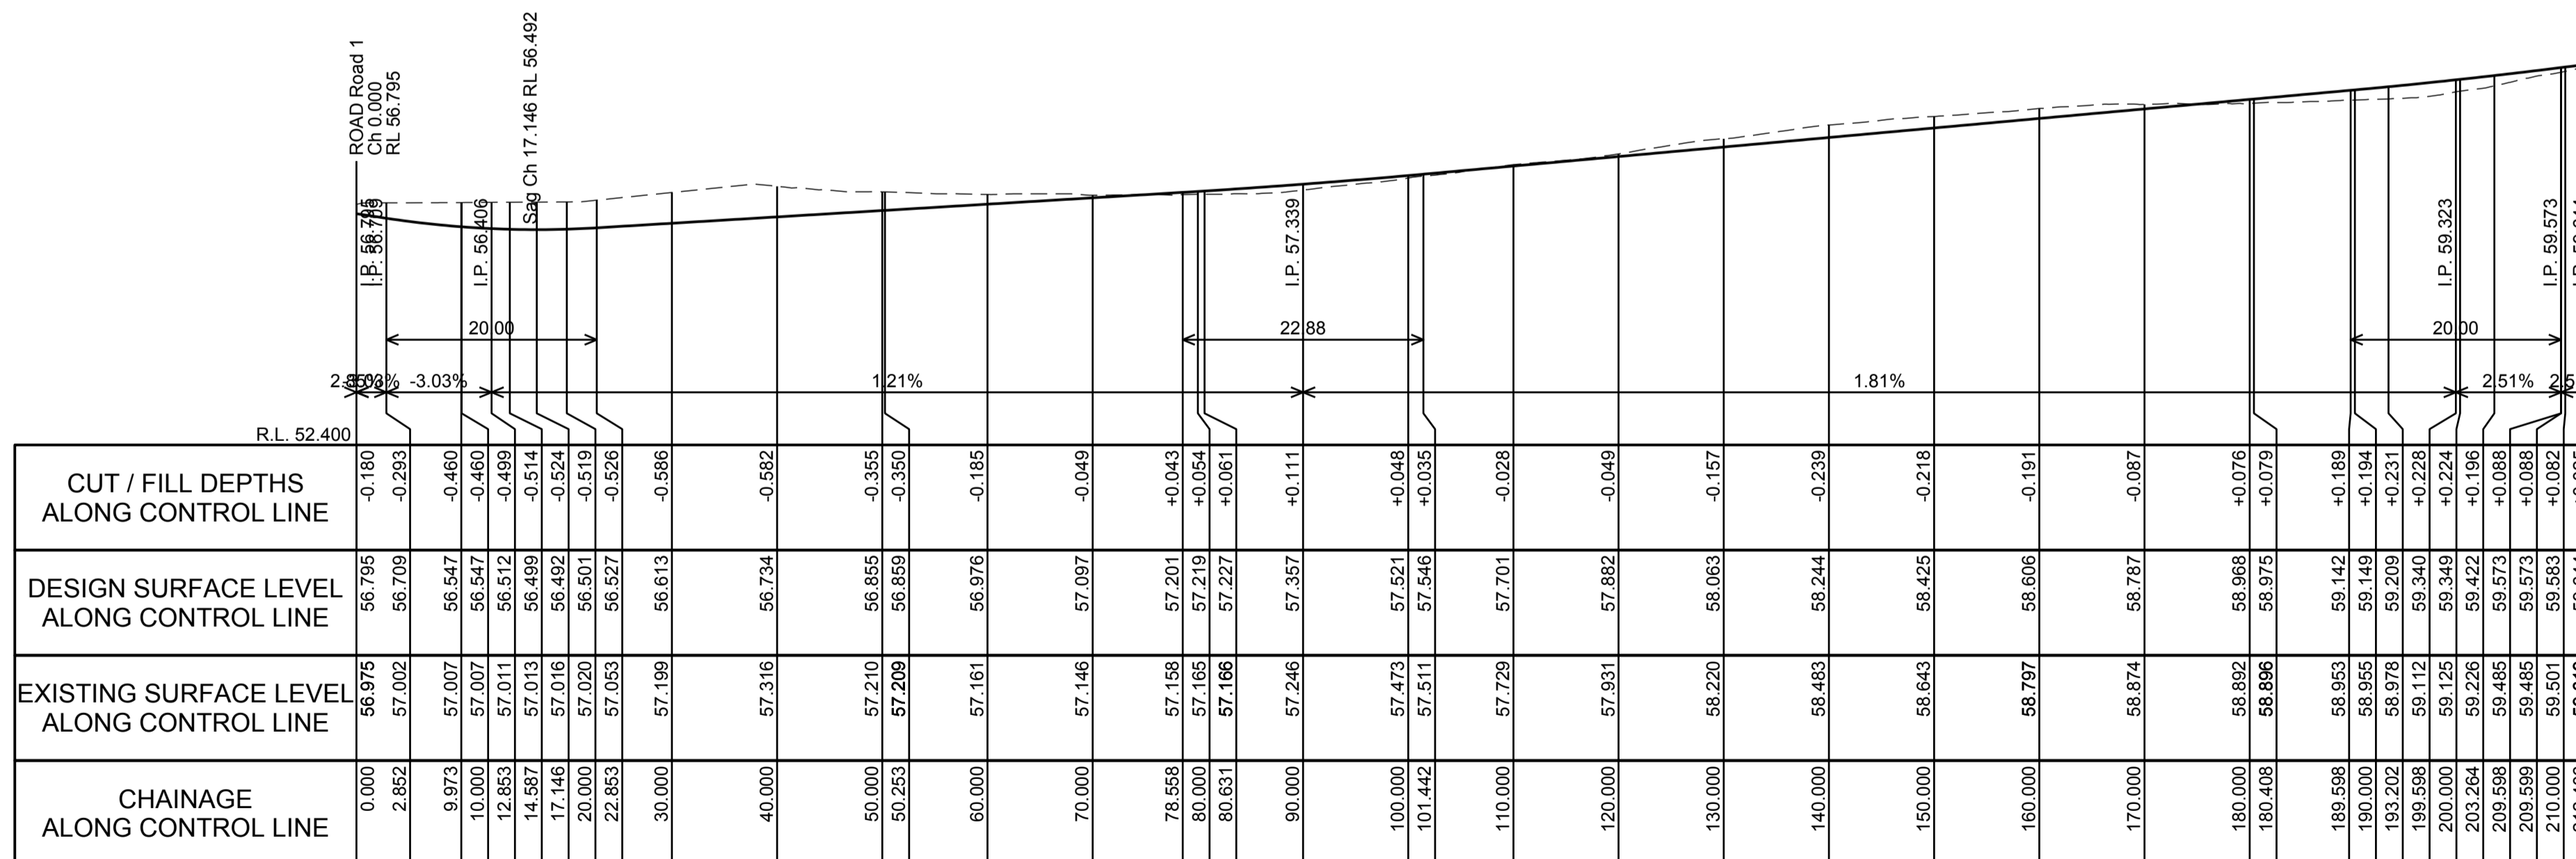 ROAD Road 1
Ch 0.000
RL 56.795
Sag Ch 17.146 RL 56.492
I.P. 56.795
I.P. 56.709
I.P. 56.406
I.P. 57.339
I.P. 59.323
I.P. 59.573
20.00
22.88
20.00
-3.03%
1.21%
1.81%
2.51%
R.L. 52.400
CUT / FILL DEPTHS
ALONG CONTROL LINE
-0.180 -0.293 -0.460 -0.460 -0.499 -0.514 -0.524 -0.519 -0.526 -0.586 -0.582 -0.355 -0.350 -0.185 -0.049 +0.043 +0.054 +0.061 +0.111 +0.048 +0.035 -0.028 -0.049 -0.157 -0.239 -0.218 -0.191 -0.087 +0.076 +0.079 +0.189 +0.194 +0.231 +0.228 +0.224 +0.196 +0.088 +0.088 +0.082
DESIGN SURFACE LEVEL
ALONG CONTROL LINE
56.795 56.709 56.547 56.547 56.512 56.499 56.492 56.501 56.527 56.613 56.734 56.855 56.859 56.976 57.097 57.201 57.219 57.227 57.357 57.521 57.546 57.701 57.882 58.063 58.244 58.425 58.606 58.787 58.968 58.975 59.142 59.149 59.209 59.340 59.349 59.422 59.573 59.573 59.583
EXISTING SURFACE LEVEL
ALONG CONTROL LINE
56.975 57.002 57.007 57.007 57.011 57.013 57.016 57.020 57.053 57.199 57.316 57.210 57.209 57.161 57.146 57.158 57.165 57.166 57.246 57.473 57.511 57.729 57.931 58.220 58.483 58.643 58.797 58.874 58.892 58.896 58.953 58.955 58.978 59.112 59.125 59.226 59.485 59.485 59.501
CHAINAGE
ALONG CONTROL LINE
0.000 2.852 9.973 10.000 12.853 14.587 17.146 20.000 22.853 30.000 40.000 50.000 50.253 60.000 70.000 78.558 80.000 80.631 90.000 100.000 101.442 110.000 120.000 130.000 140.000 150.000 160.000 170.000 180.000 180.408 189.598 190.000 193.202 199.598 200.000 203.264 209.598 209.599 210.000